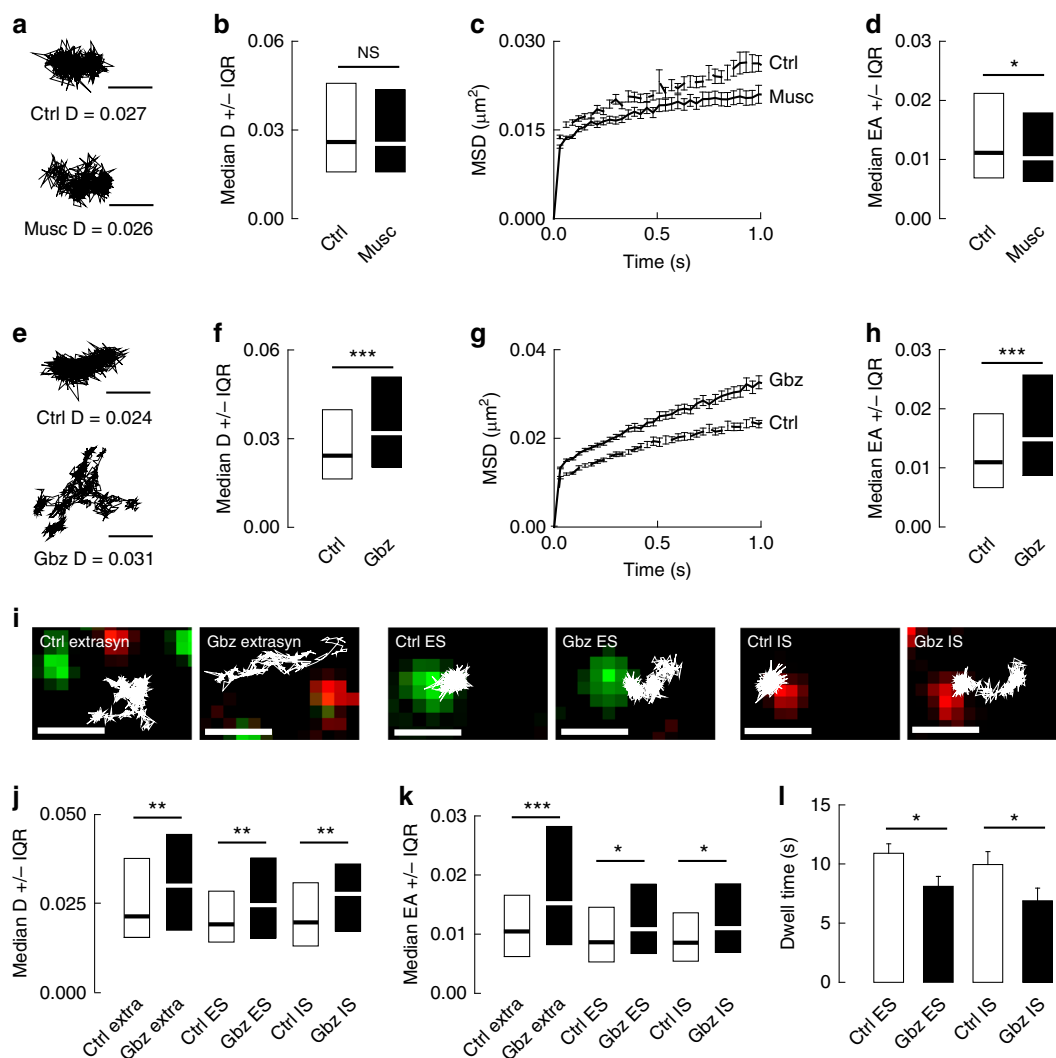 a
Ctrl D = 0.027
Musc D = 0.026
b
Median D +/− IQR
0.06
0.03
0.00
NS
Ctrl
Musc
c
MSD (μm²)
0.030
0.015
0.000
Ctrl
Musc
0.0
0.5
1.0
Time (s)
d
Median EA +/− IQR
0.03
0.02
0.01
0.00
*
Ctrl
Musc
e
Ctrl D = 0.024
Gbz D = 0.031
f
Median D +/− IQR
0.06
0.03
0.00
***
Ctrl
Gbz
g
MSD (μm²)
0.04
0.02
0.00
Gbz
Ctrl
0.0
0.5
1.0
Time (s)
h
Median EA +/− IQR
0.03
0.02
0.01
0.00
***
Ctrl
Gbz
i
Ctrl extrasyn
Gbz extrasyn
Ctrl ES
Gbz ES
Ctrl IS
Gbz IS
j
Median D +/− IQR
0.050
0.025
0.000
**
**
**
Ctrl extra
Gbz extra
Ctrl ES
Gbz ES
Ctrl IS
Gbz IS
k
Median EA +/− IQR
0.03
0.02
0.01
0.00
***
*
*
Ctrl extra
Gbz extra
Ctrl ES
Gbz ES
Ctrl IS
Gbz IS
l
Dwell time (s)
15
10
5
0
*
*
Ctrl ES
Gbz ES
Ctrl IS
Gbz IS